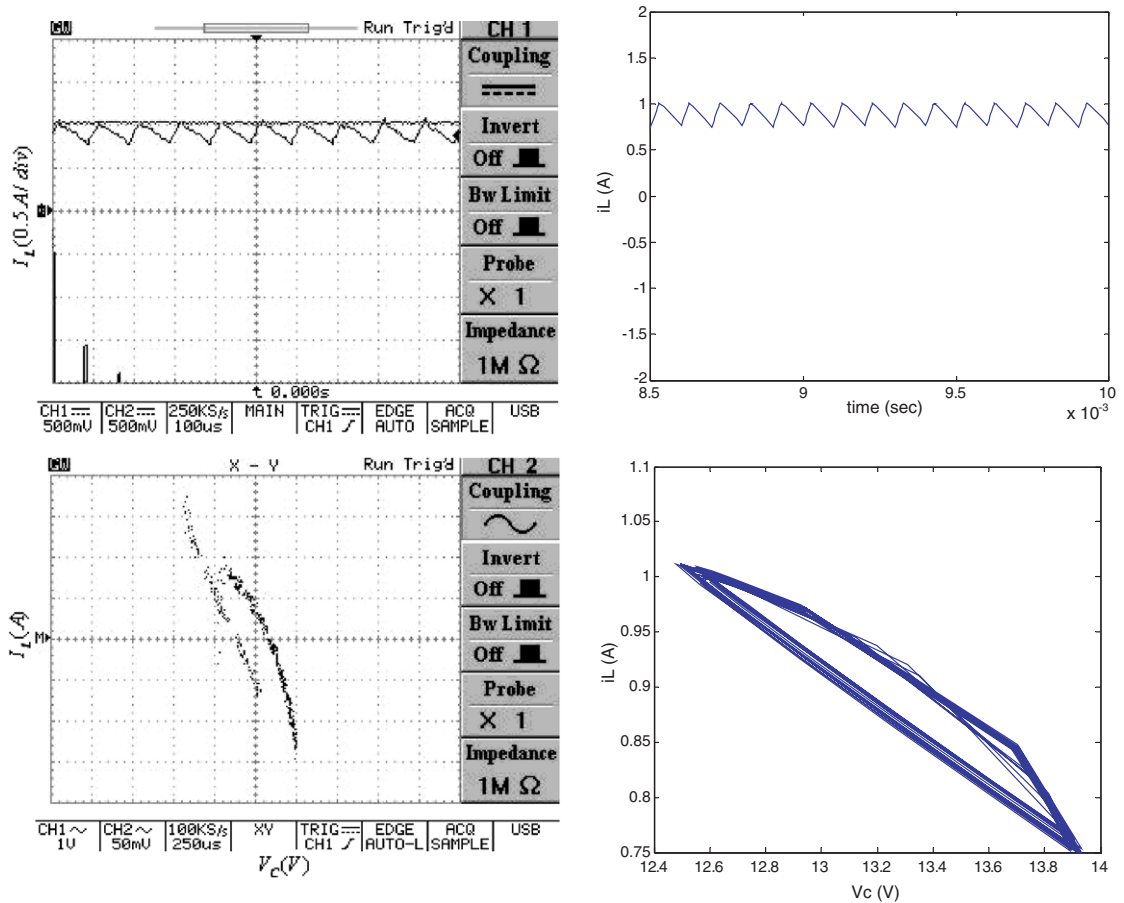 GW Run Trig'd CH 1
Coupling
Invert
Off
Bw Limit
Off
Probe
X 1
Impedance
1M Ω
I_L(0.5A/div)
t 0.000s
CH1 CH2 250KS/s MAIN TRIG EDGE ACQ USB
500mV 500mV 100us CH1 AUTO SAMPLE
2
1.5
1
0.5
0
-0.5
-1
-1.5
-2
iL (A)
8.5 9 9.5 10
time (sec)
x 10⁻³
GW X - Y Run Trig'd CH 2
Coupling
Invert
Off
Bw Limit
Off
Probe
X 1
Impedance
1M Ω
I_L(A)
M
CH1 CH2 100KS/s XY TRIG EDGE ACQ USB
1V 50mV 250us CH1 AUTO-L SAMPLE
V_C(V)
1.1
1.05
1
0.95
0.9
0.85
0.8
0.75
iL (A)
12.4 12.6 12.8 13 13.2 13.4 13.6 13.8 14
Vc (V)